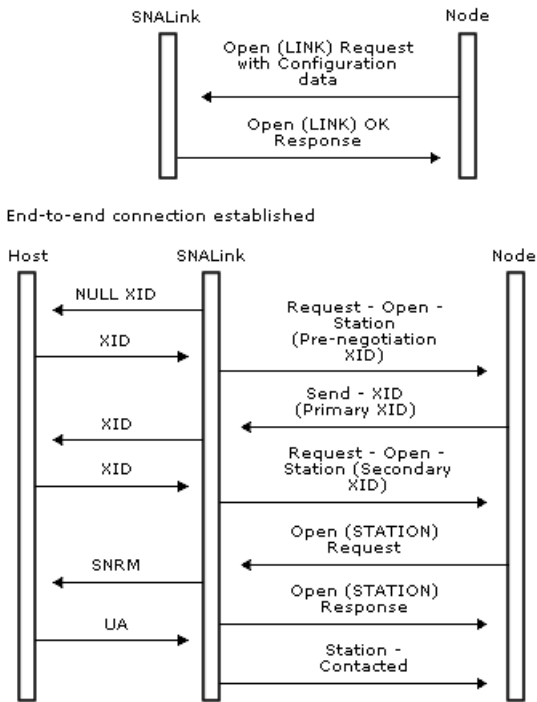 SNALink
Node
Open (LINK) Request
with Configuration
data
Open (LINK) OK
Response
End-to-end connection established
Host
SNALink
Node
NULL XID
Request - Open -
Station
(Pre-negotiation
XID)
XID
Send - XID
(Primary XID)
XID
Request - Open -
Station (Secondary
XID)
XID
Open (STATION)
Request
SNRM
Open (STATION)
Response
UA
Station -
Contacted